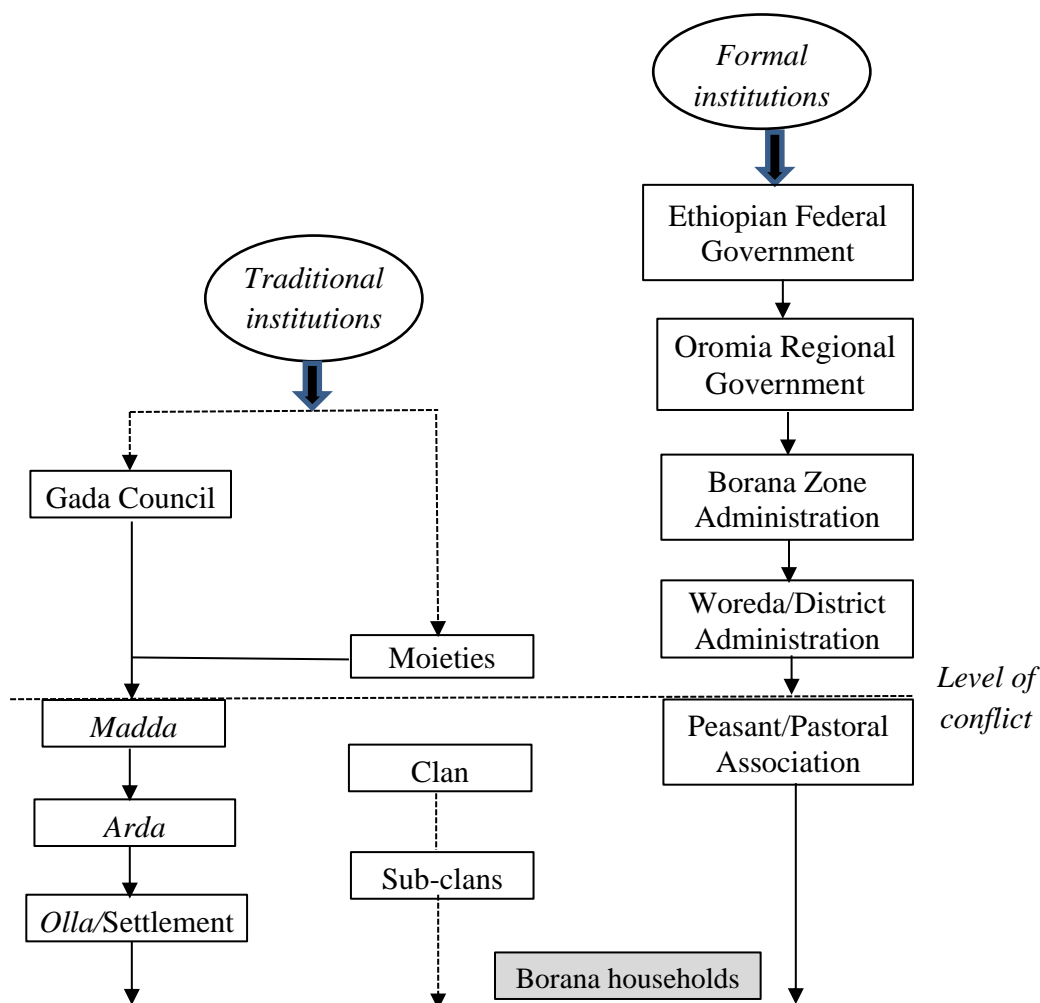 Formal
institutions
Ethiopian Federal
Government
Traditional
institutions
Oromia Regional
Government
Gada Council
Borana Zone
Administration
Woreda/District
Administration
Moieties
Level of
conflict
Madda
Peasant/Pastoral
Association
Clan
Arda
Sub-clans
Olla/Settlement
Borana households